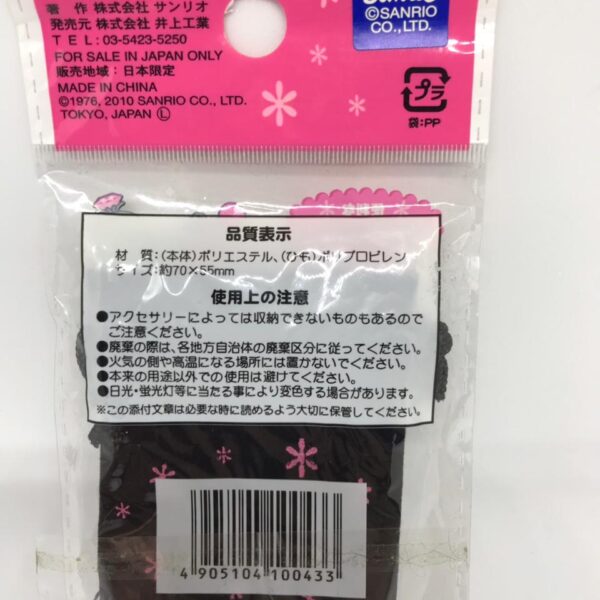 著 作 株式会社 サンリオ
発売元 株式会社 井上工業
T E L : 03-5423-5250
FOR SALE IN JAPAN ONLY
販売地域：日本限定
MADE IN CHINA
©1976, 2010 SANRIO CO., LTD.
TOKYO, JAPAN Ⓛ
©SANRIO
CO., LTD.
プラ
袋:PP
品質表示
材 質：(本体)ポリエステル、(ひも)ポリプロピレン
サイズ：約70×55mm
使用上の注意
●アクセサリーによっては収納できないものもあるので
ご注意ください。
●廃棄の際は、各地方自治体の廃棄区分に従ってください。
●火気の側や高温になる場所には置かないでください。
●本来の用途以外での使用は避けてください。
●日光・蛍光灯等に当たる事により変色する場合があります。
※この添付文章は必要な時に読めるよう大切に保管してください。
4 905104 100433